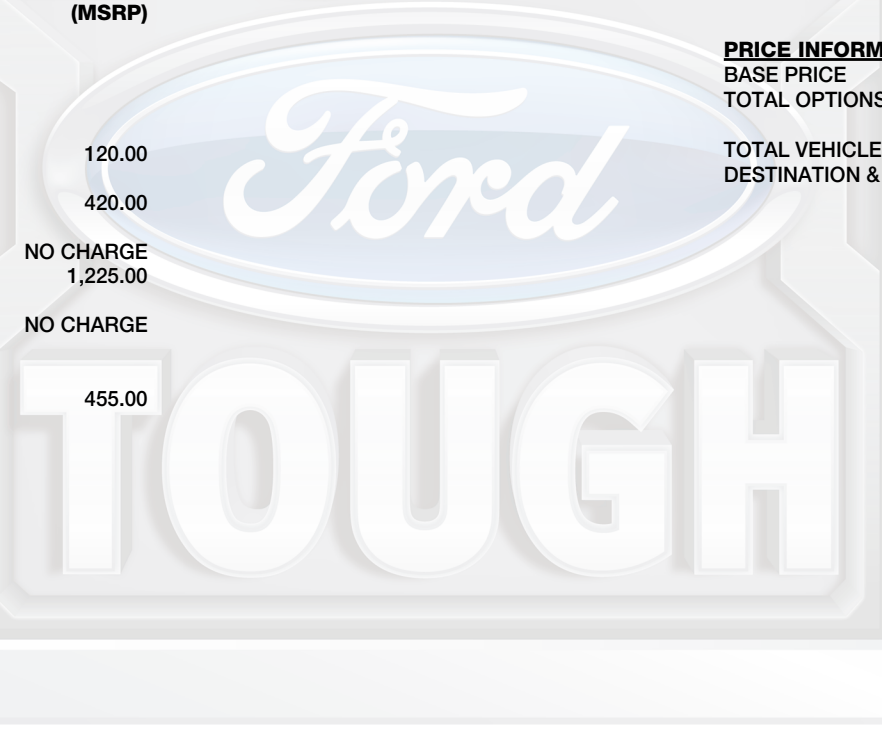 (MSRP)
120.00
420.00
NO CHARGE
1,225.00
NO CHARGE
455.00
PRICE INFORM
BASE PRICE
TOTAL OPTIONS
TOTAL VEHICLE
DESTINATION &
Ford
TOUGH